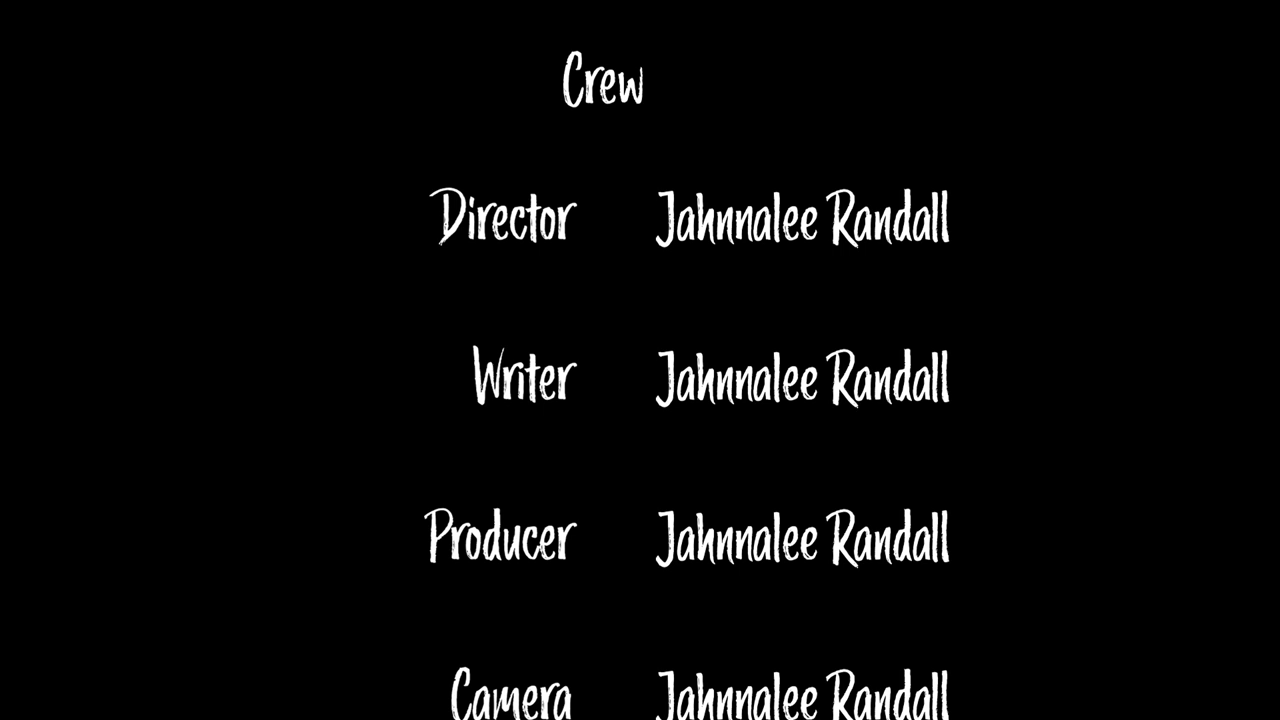 Crew
Director Jahnnalee Randall
Writer Jahnnalee Randall
Producer Jahnnalee Randall
Camera Jahnnalee Randall